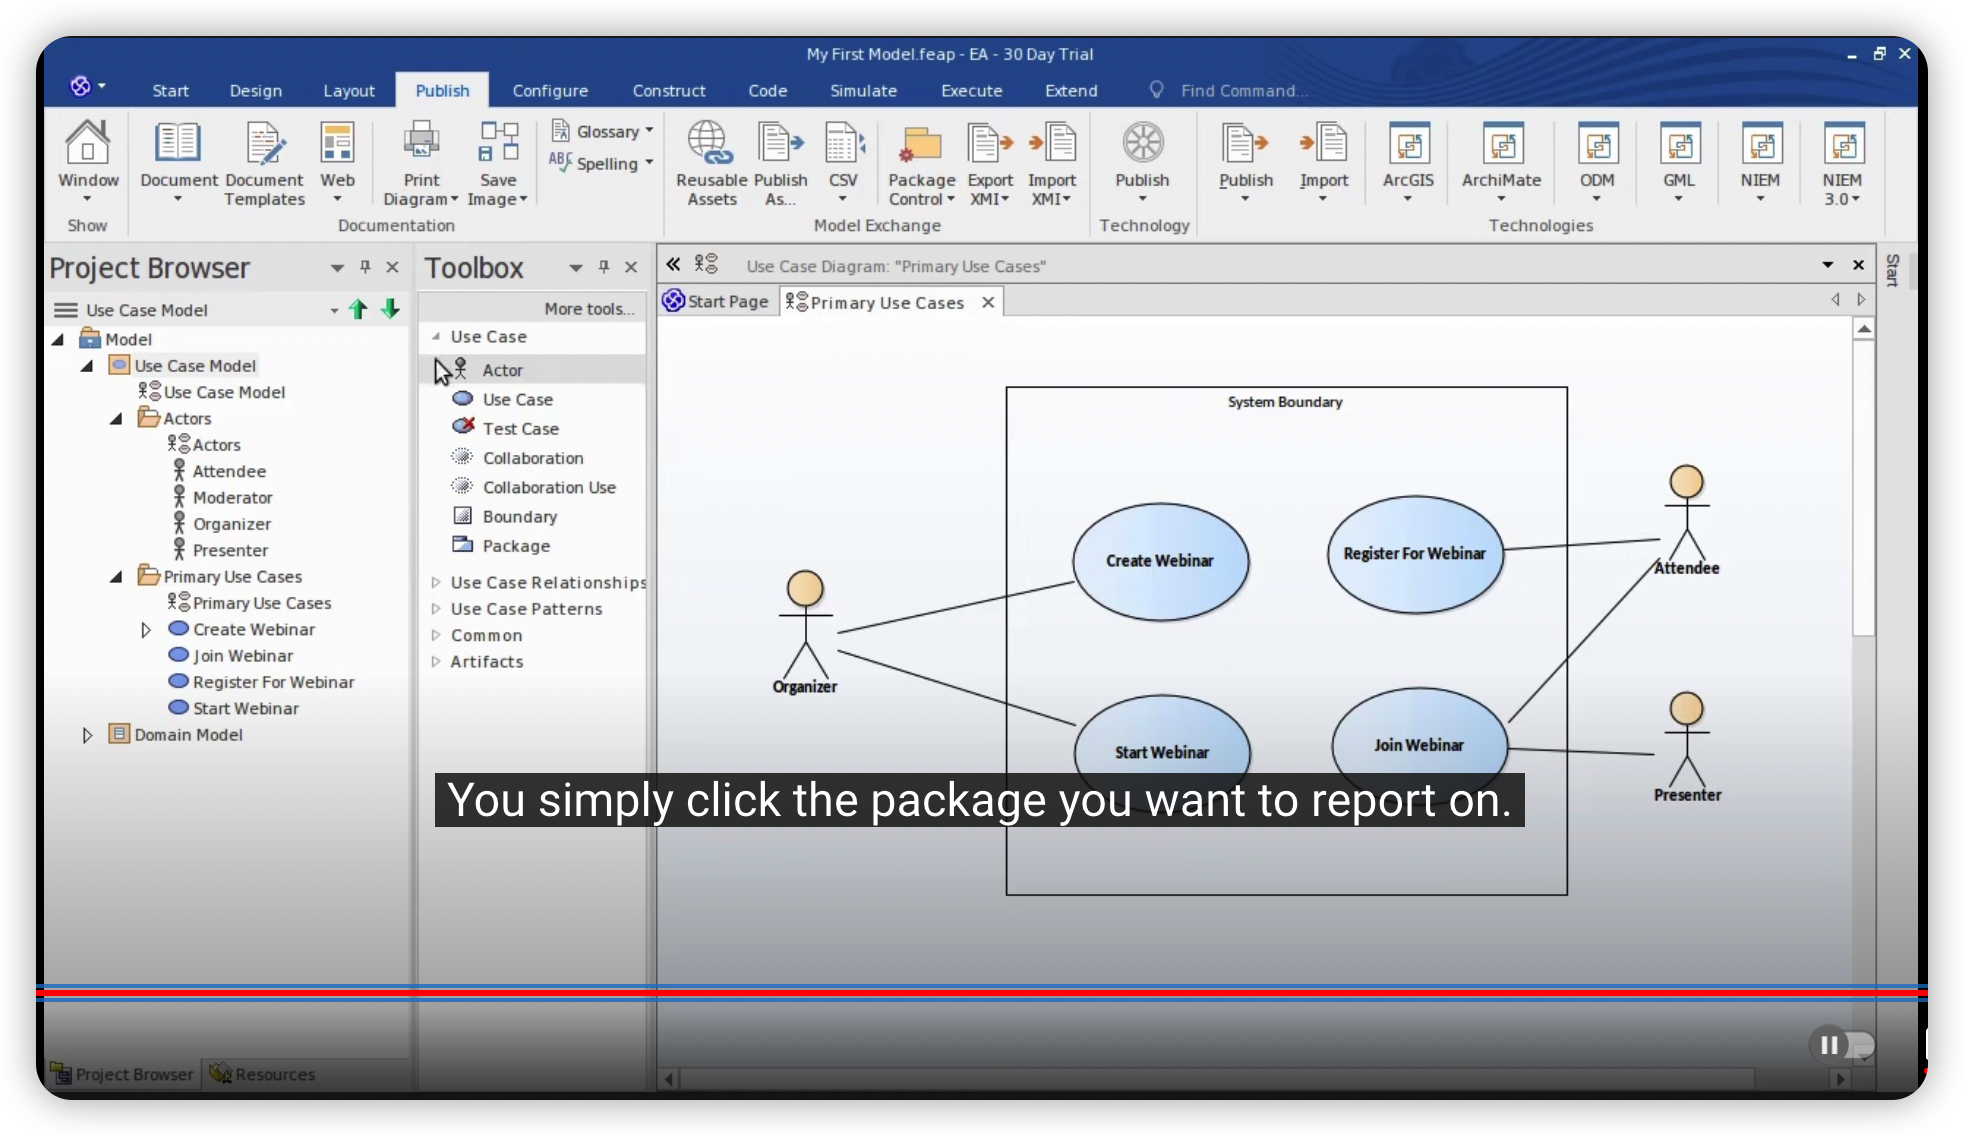 My First Model.feap - EA - 30 Day Trial
Start
Design
Layout
Publish
Configure
Construct
Code
Simulate
Execute
Extend
Find Command...
Window
Show
Document
Document Templates
Web
Print Diagram
Save Image
Glossary
ABC
Spelling
Documentation
Reusable Assets
Publish As...
CSV
Package Control
Export XMI
Import XMI
Model Exchange
Publish
Technology
Publish
Import
ArcGIS
ArchiMate
ODM
GML
NIEM
NIEM 3.0
Technologies
Project Browser
Use Case Model
Model
Use Case Model
Use Case Model
Actors
Actors
Attendee
Moderator
Organizer
Presenter
Primary Use Cases
Primary Use Cases
Create Webinar
Join Webinar
Register For Webinar
Start Webinar
Domain Model
Project Browser
Resources
Toolbox
More tools...
Use Case
Actor
Use Case
Test Case
Collaboration
Collaboration Use
Boundary
Package
Use Case Relationships
Use Case Patterns
Common
Artifacts
Use Case Diagram: "Primary Use Cases"
Start Page
Primary Use Cases
Start
System Boundary
Create Webinar
Register For Webinar
Attendee
Organizer
Start Webinar
Join Webinar
Presenter
You simply click the package you want to report on.